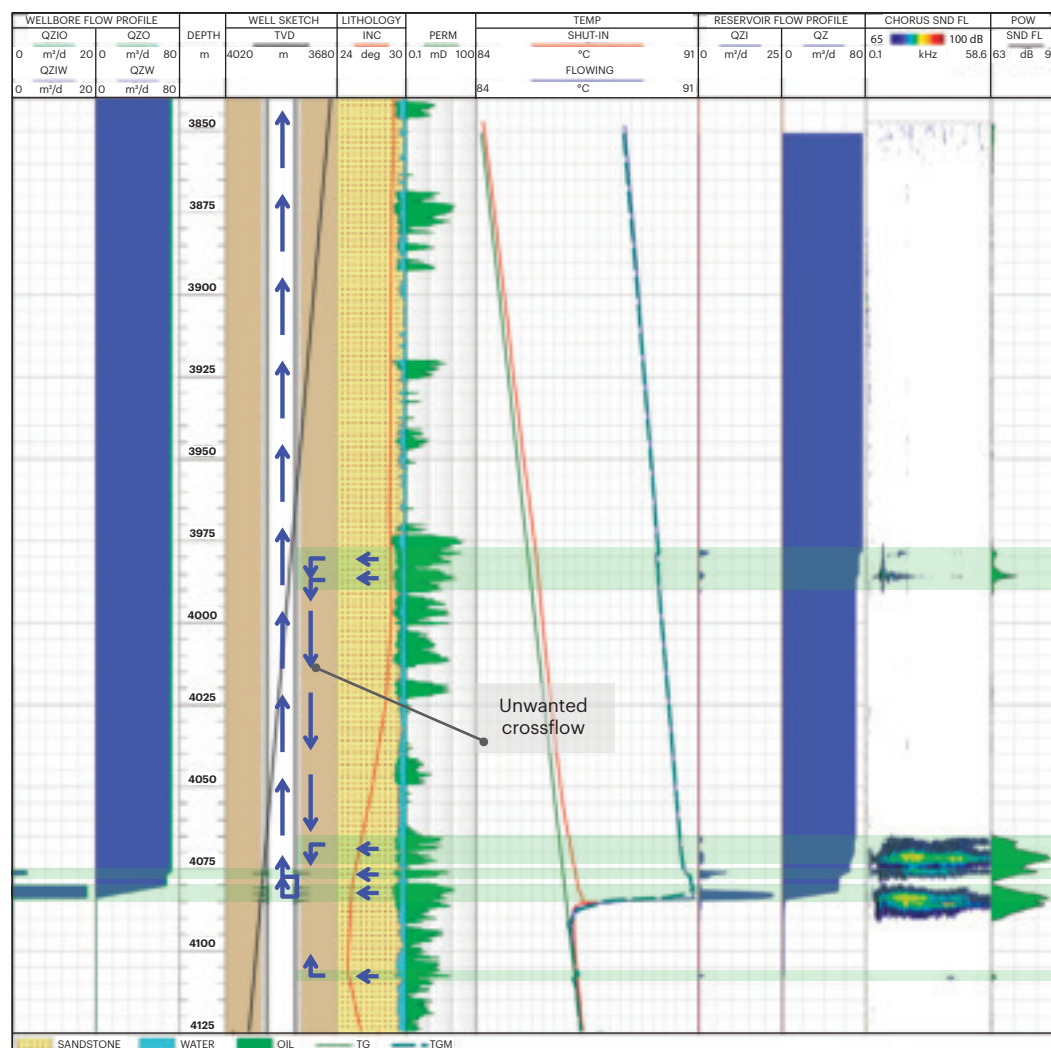 WELLBORE FLOW PROFILE WELL SKETCH LITHOLOGY TEMP RESERVOIR FLOW PROFILE CHORUS SND FL POW
QZIO QZO DEPTH TVD INC PERM SHUT-IN QZI QZ 65 100 dB SND FL
0 m³/d 20 0 m³/d 80 m 4020 m 3680 24 deg 30 0.1 mD 100 84 °C 91 0 m³/d 25 0 m³/d 80 0.1 kHz 58.6 63 dB 9
QZIW QZW FLOWING
0 m³/d 20 0 m³/d 80 84 °C 91
3850
3875
3900
3925
3950
3975
4000
4025
Unwanted
crossflow
4050
4075
4100
4125
SANDSTONE WATER OIL TG TGM